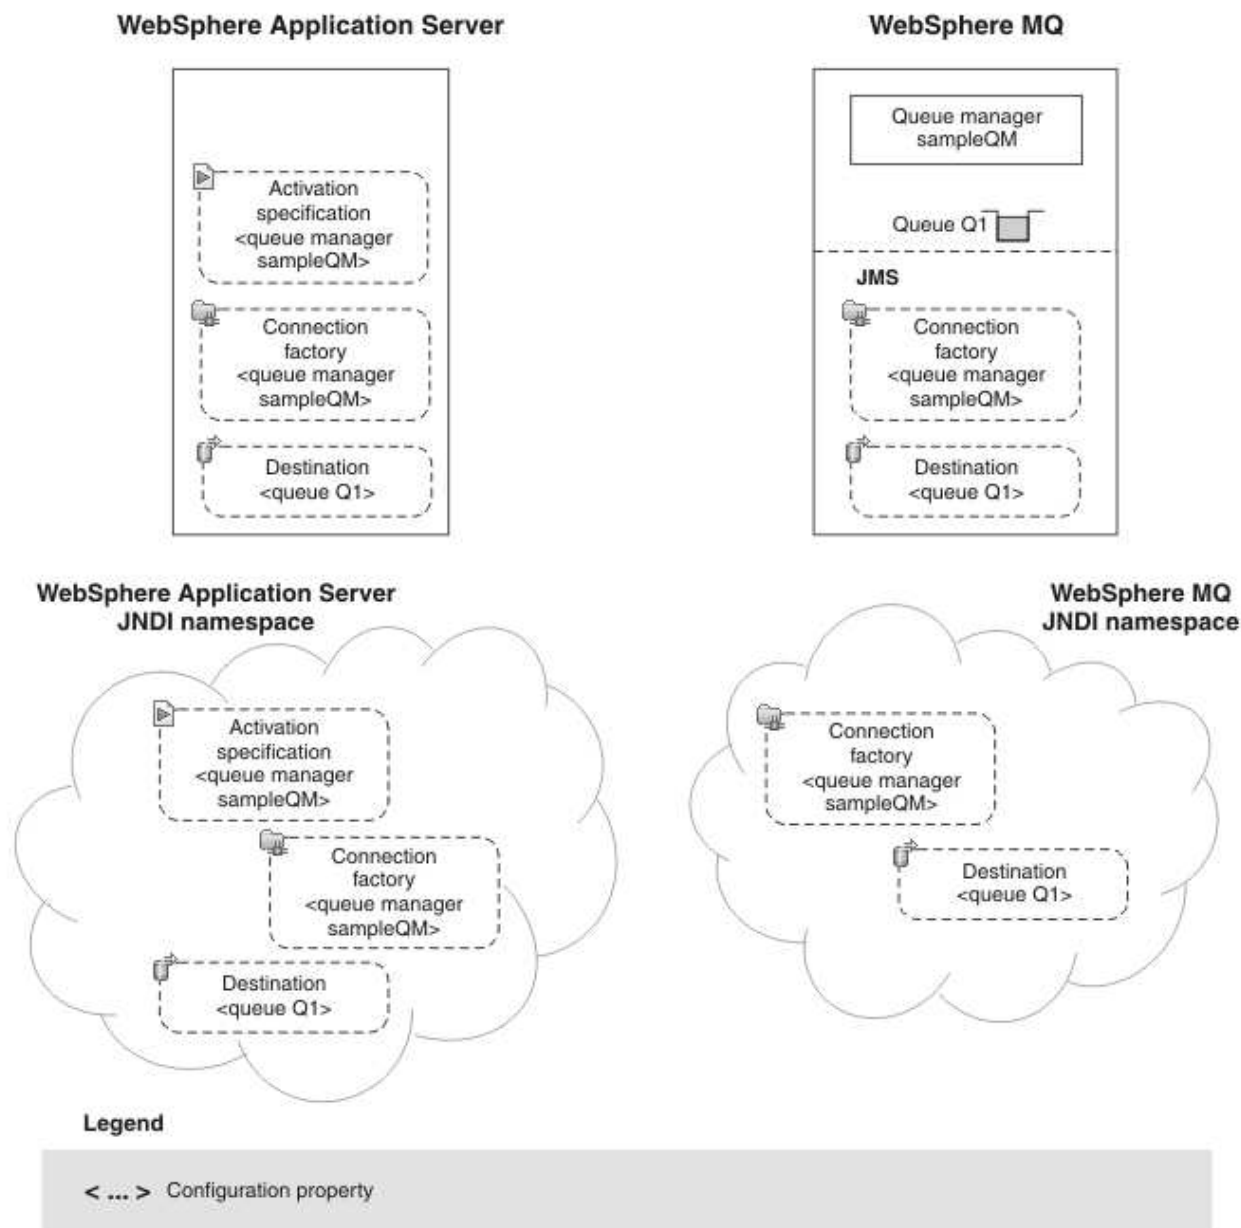 WebSphere Application Server
Activation
specification
<queue manager
sampleQM>
Connection
factory
<queue manager
sampleQM>
Destination
<queue Q1>
WebSphere MQ
Queue manager
sampleQM
Queue Q1
JMS
Connection
factory
<queue manager
sampleQM>
Destination
<queue Q1>
WebSphere Application Server
JNDI namespace
Activation
specification
<queue manager
sampleQM>
Connection
factory
<queue manager
sampleQM>
Destination
<queue Q1>
WebSphere MQ
JNDI namespace
Connection
factory
<queue manager
sampleQM>
Destination
<queue Q1>
Legend
< ... > Configuration property